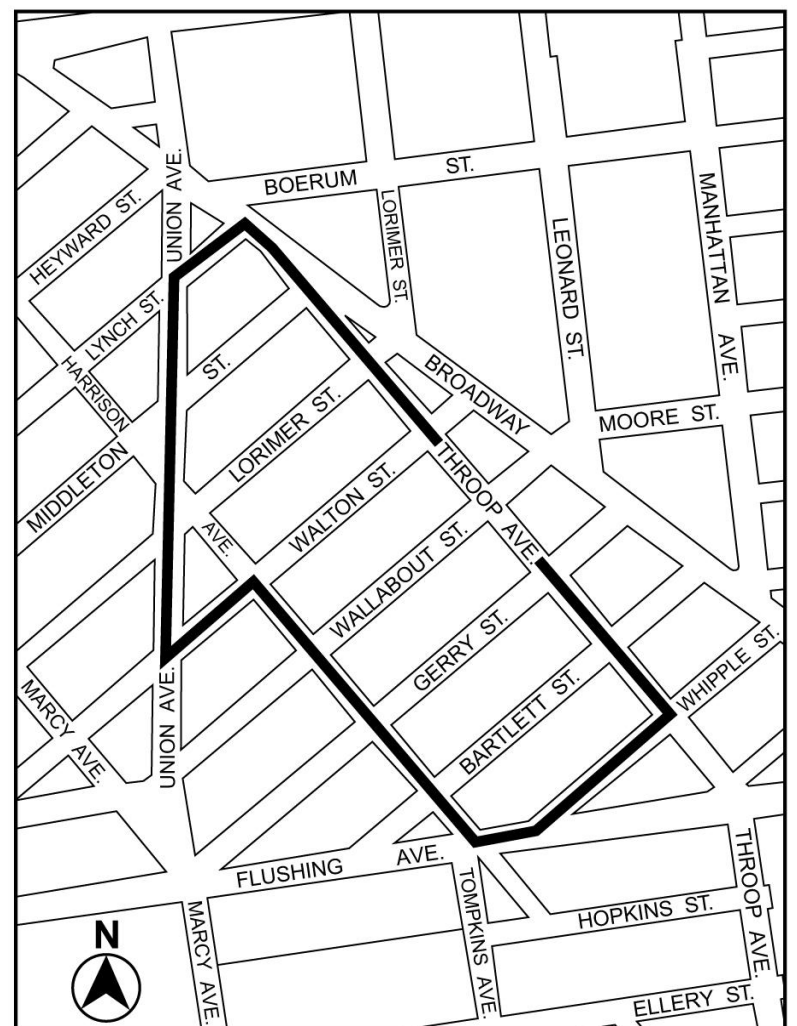 UNION AVE.
BOERUM ST.
HEYWARD ST.
LORIMER ST.
MANHATTAN AVE.
LEONARD ST.
LYNCH ST.
HARRISON
ST.
BROADWAY
LORIMER ST.
MOORE ST.
MIDDLETON
THROOP AVE.
WALTON ST.
AVE.
WALLABOUT ST.
GERRY ST.
WHIPPLE ST.
BARTLETT ST.
MARCY AVE.
UNION AVE.
FLUSHING AVE.
THROOP AVE.
TOMPKINS AVE.
HOPKINS ST.
MARCY AVE.
N
ELLERY ST.